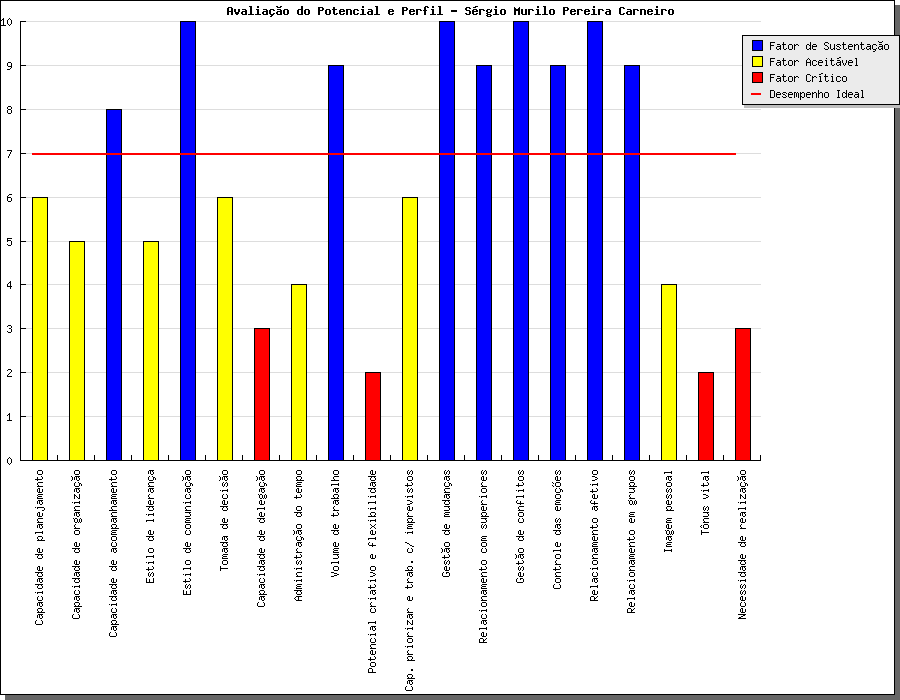 Avaliação do Potencial e Perfil - Sérgio Murilo Pereira Carneiro
Fator de Sustentação
Fator Aceitável
Fator Crítico
Desempenho Ideal
10
9
8
7
6
5
4
3
2
1
0
Capacidade de planejamento
Capacidade de organização
Capacidade de acompanhamento
Estilo de liderança
Estilo de comunicação
Tomada de decisão
Capacidade de delegação
Administração do tempo
Volume de trabalho
Potencial criativo e flexibilidade
Cap. priorizar e trab. c/ imprevistos
Gestão de mudanças
Relacionamento com superiores
Gestão de conflitos
Controle das emoções
Relacionamento afetivo
Relacionamento em grupos
Imagem pessoal
Tônus vital
Necessidade de realização